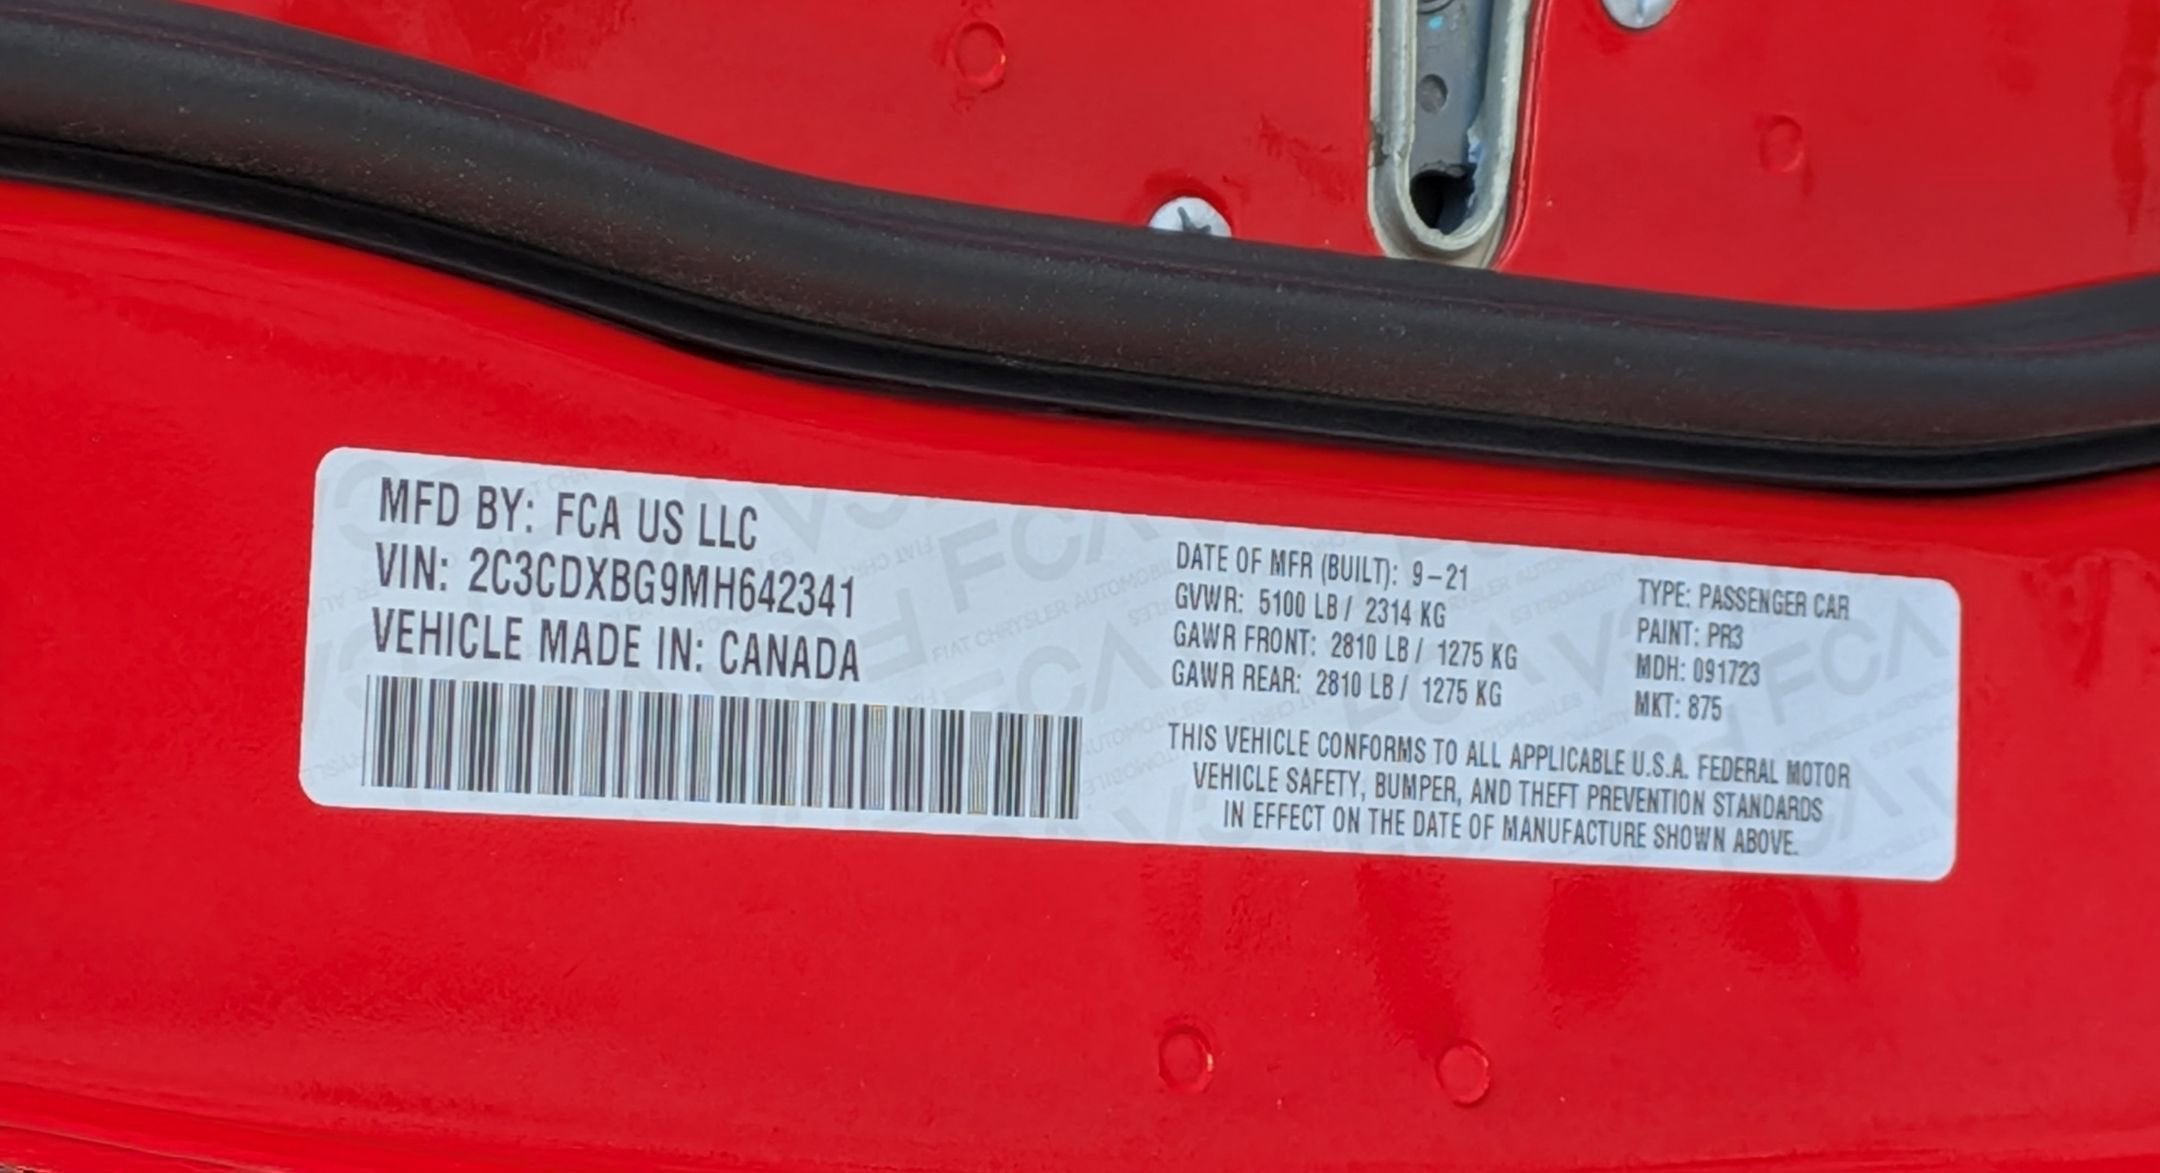 MFD BY: FCA US LLC
VIN: 2C3CDXBG9MH642341
VEHICLE MADE IN: CANADA
DATE OF MFR (BUILT): 9-21
GVWR: 5100 LB / 2314 KG
GAWR FRONT: 2810 LB / 1275 KG
GAWR REAR: 2810 LB / 1275 KG
TYPE: PASSENGER CAR
PAINT: PR3
MDH: 091723
MKT: 875
THIS VEHICLE CONFORMS TO ALL APPLICABLE U.S.A. FEDERAL MOTOR
VEHICLE SAFETY, BUMPER, AND THEFT PREVENTION STANDARDS
IN EFFECT ON THE DATE OF MANUFACTURE SHOWN ABOVE.